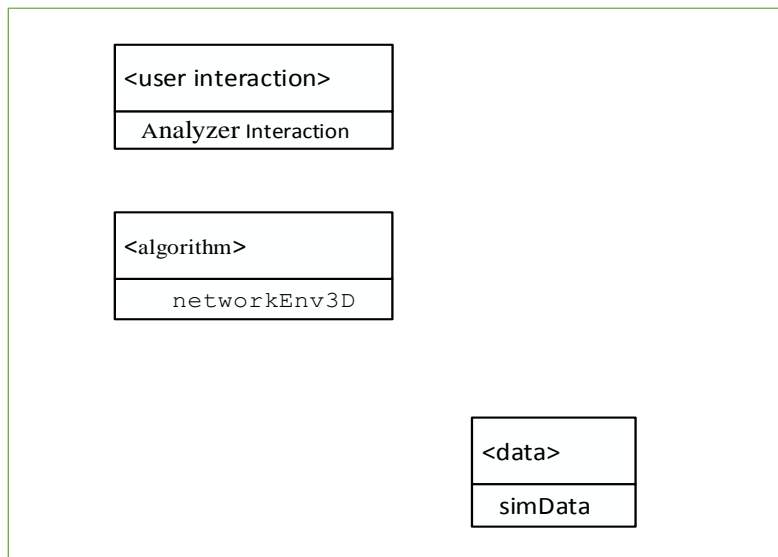 <user interaction>
Analyzer Interaction
<algorithm>
networkEnv3D
<data>
simData